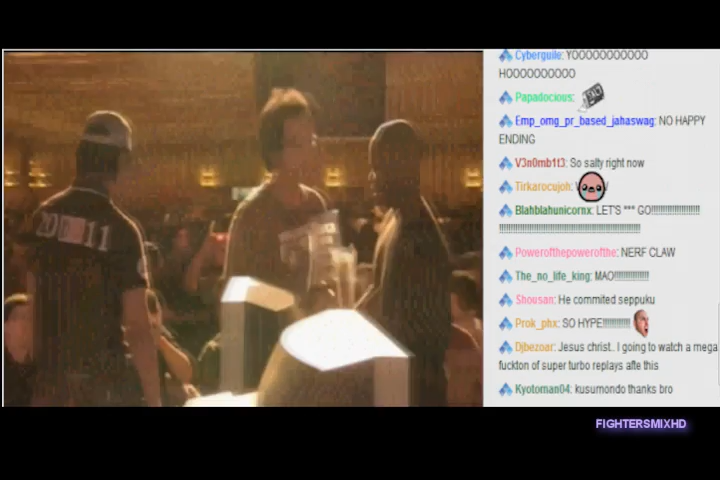 Cyberguile: YOOOOOOOOOOO
HOOOOOOOOOO
Papadocious:
Emp_omg_pr_based_jahaswag: NO HAPPY
ENDING
V3n0mb1t3: So salty right now
Tirkarocujoh:
Blahblahunicornx: LET'S *** GO!!!!!!!!!!!!!!!!!!!!!!
!!!!!!!!!!!!!!!!!!!!!!!!!!!!!!!!!!!!!!!!!!!!!!!!!!!!!!!
Powerofthepowerofthe: NERF CLAW
The_no_life_king: MAO!!!!!!!!!!!!!!!
Shousan: He commited seppuku
Prok_phx: SO HYPE!!!!!!!!!!!!
Djbezoar: Jesus christ.. I going to watch a mega
fuckton of super turbo replays afte this
Kyotoman04: kusumondo thanks bro
FIGHTERSMIXHD